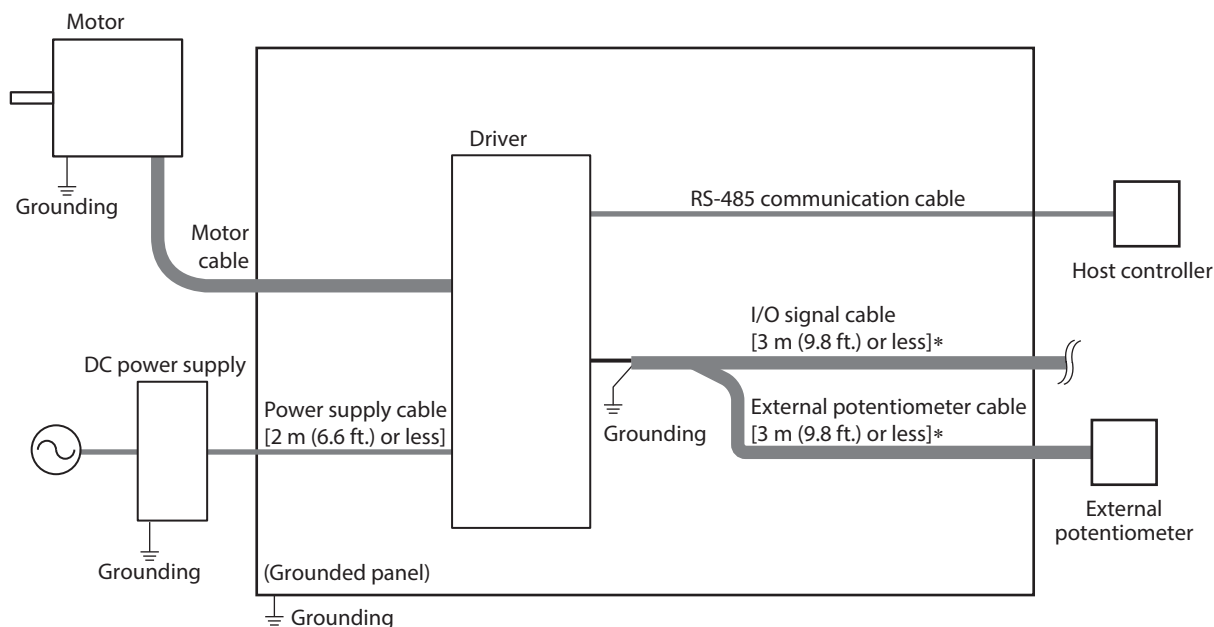 Motor
Grounding
Motor
cable
Driver
RS-485 communication cable
Host controller
I/O signal cable
[3 m (9.8 ft.) or less]*
Grounding
External potentiometer cable
[3 m (9.8 ft.) or less]*
External
potentiometer
DC power supply
Power supply cable
[2 m (6.6 ft.) or less]
Grounding
(Grounded panel)
Grounding